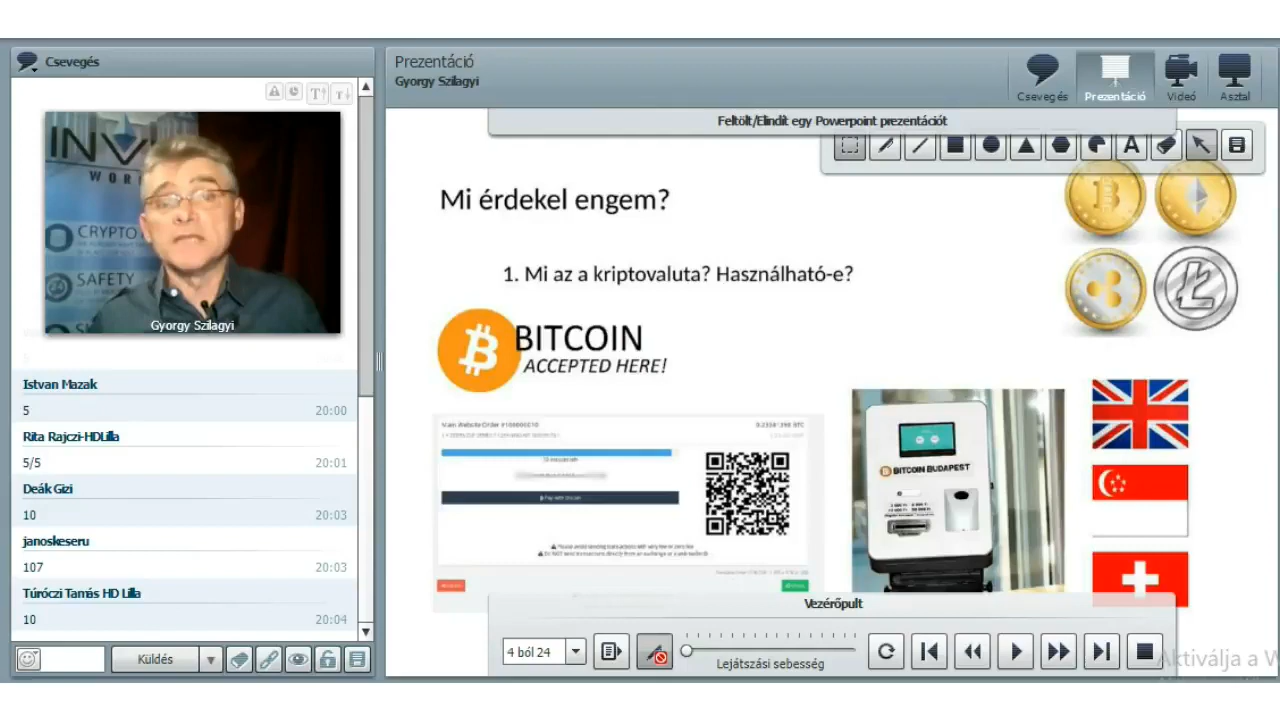 Csevegés
INV
WOR
CRYPTO
SAFETY
Gyorgy Szilagyi
Istvan Mazak
5 20:00
Rita Rajczi-HDLilla
5/5 20:01
Deák Gizi
10 20:03
janoskeseru
107 20:03
Túróczi Tamás HD Lilla
10 20:04
Küldés
Prezentáció
Gyorgy Szilagyi
Csevegés Prezentáció Videó Asztal
Feltölt/Elindít egy Powerpoint prezentációt
Mi érdekel engem?
1. Mi az a kriptovaluta? Használható-e?
BITCOIN
ACCEPTED HERE!
BITCOIN BUDAPEST
Vezérőpult
4 ból 24
Lejátszási sebesség
Aktiválja a W